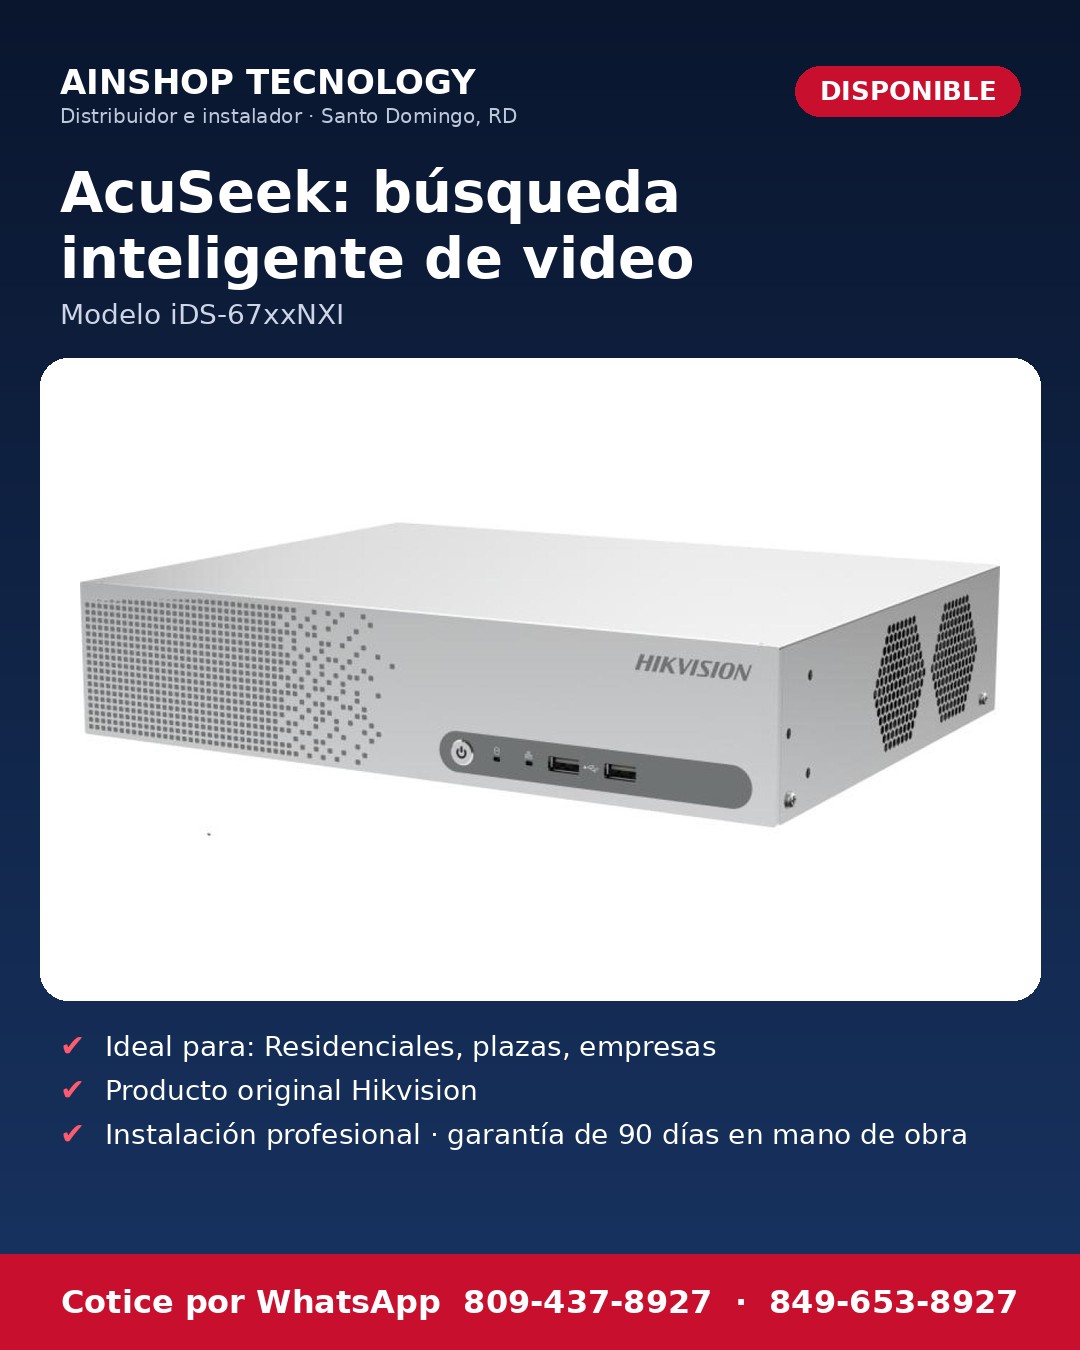 AINSHOP TECNOLOGY
Distribuidor e instalador · Santo Domingo, RD
DISPONIBLE
AcuSeek: búsqueda
inteligente de video
Modelo iDS-67xxNXI
HIKVISION
✔ Ideal para: Residenciales, plazas, empresas
✔ Producto original Hikvision
✔ Instalación profesional · garantía de 90 días en mano de obra
Cotice por WhatsApp 809-437-8927 · 849-653-8927